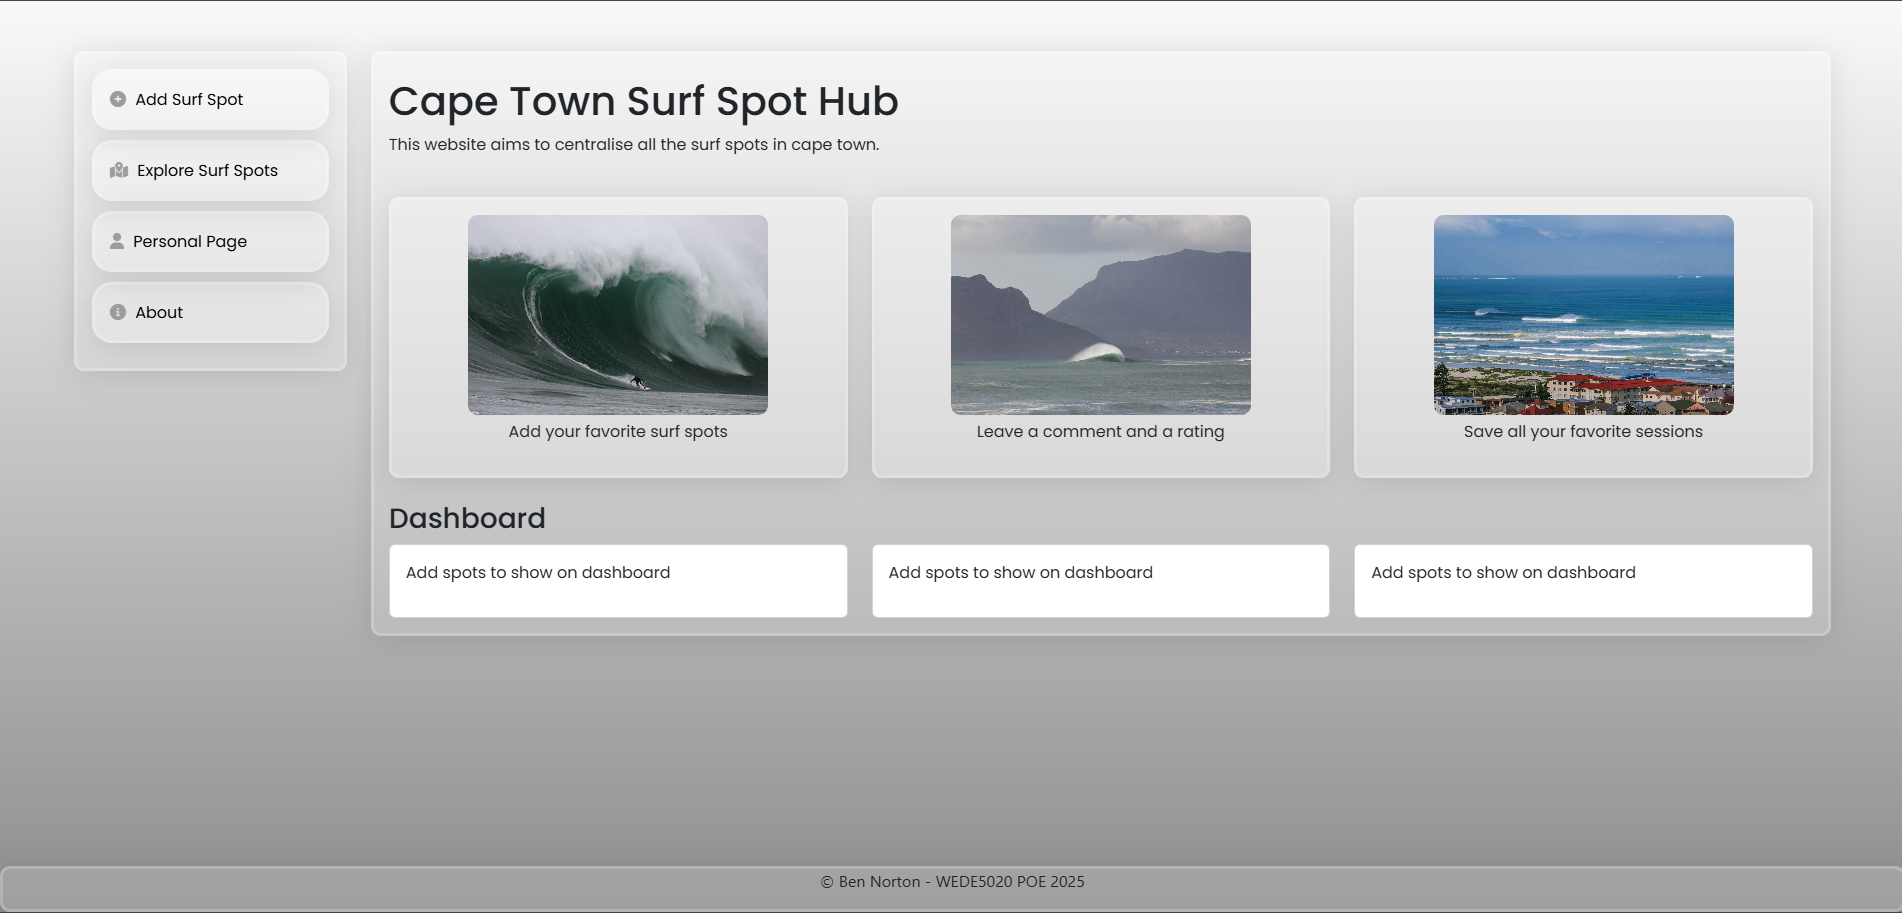 Add Surf Spot
Explore Surf Spots
Personal Page
About
Cape Town Surf Spot Hub
This website aims to centralise all the surf spots in cape town.
Add your favorite surf spots
Leave a comment and a rating
Save all your favorite sessions
Dashboard
Add spots to show on dashboard
Add spots to show on dashboard
Add spots to show on dashboard
© Ben Norton - WEDE5020 POE 2025